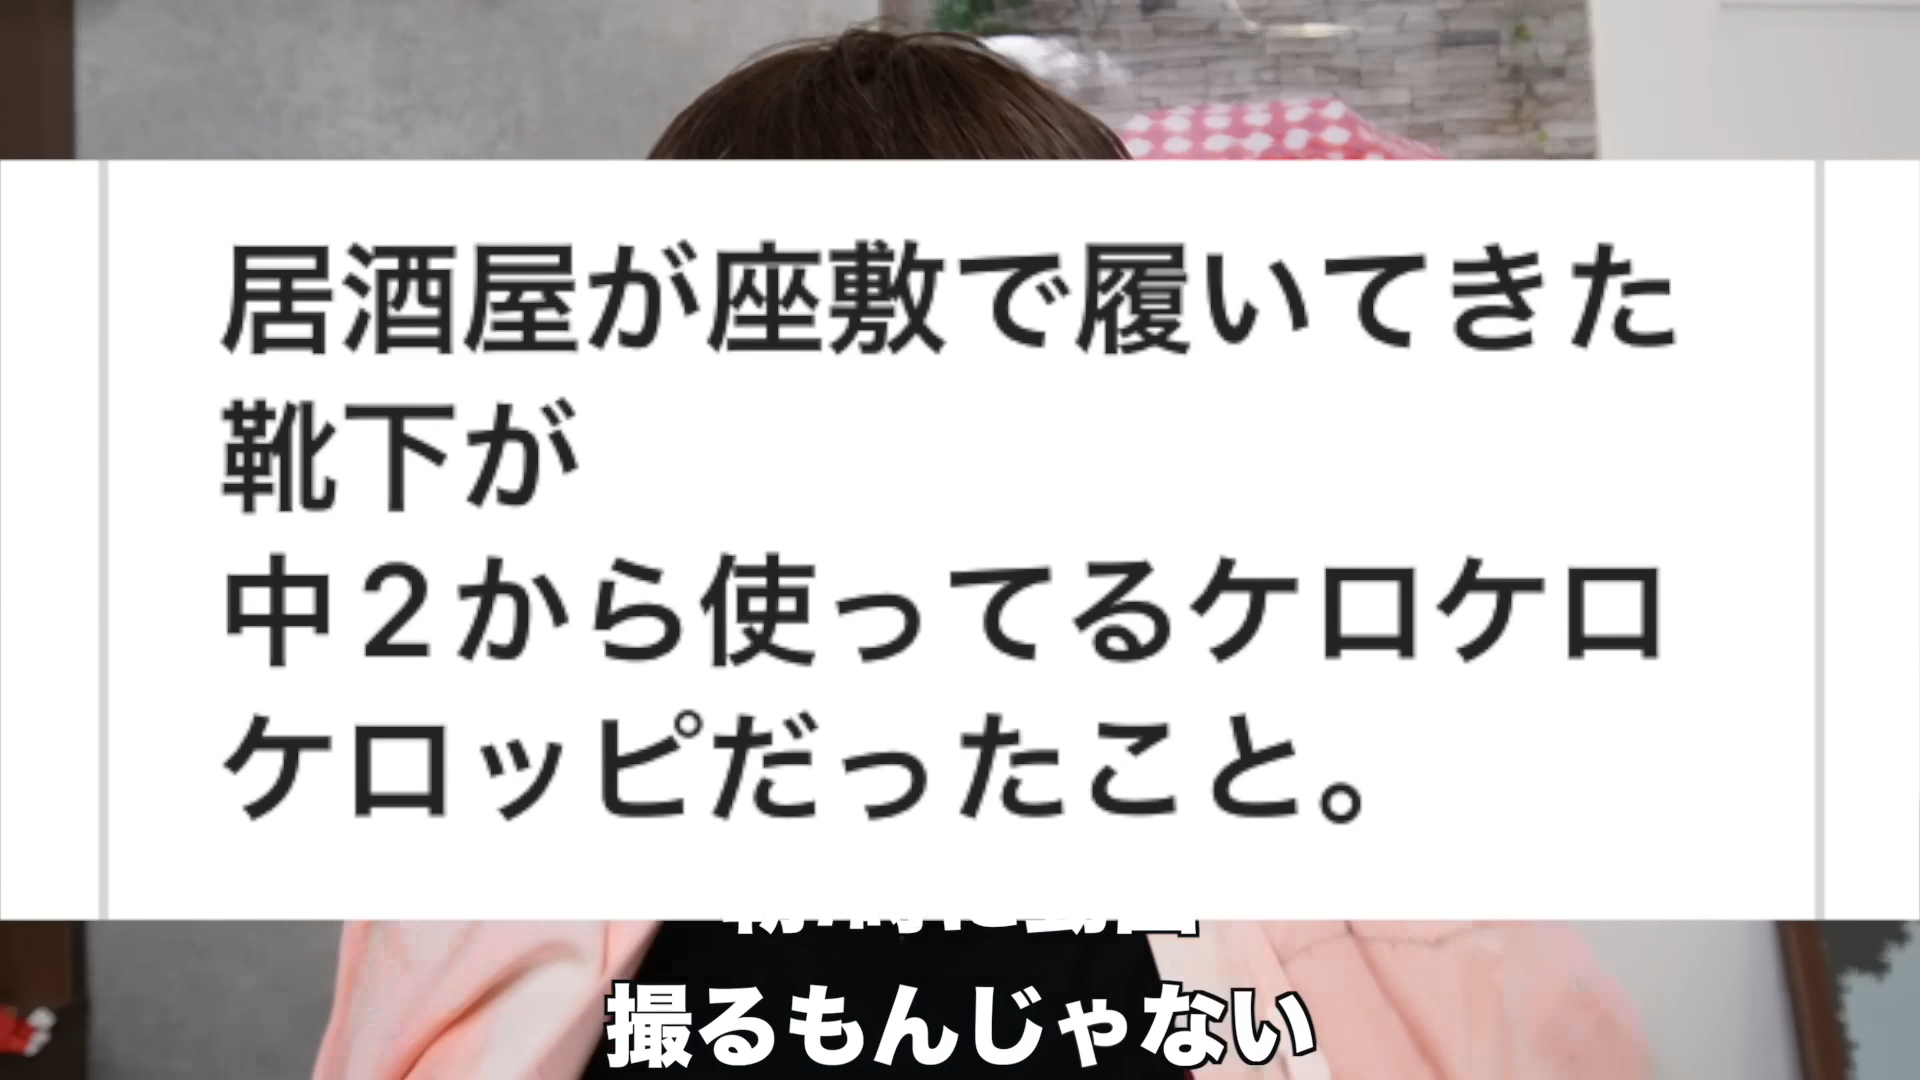 居酒屋が座敷で履いてきた
靴下が
中２から使ってるケロケロ
ケロッピだったこと。
撮るもんじゃない